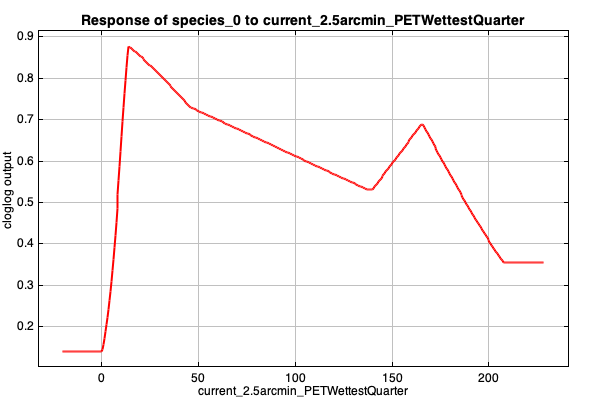 Response of species_0 to current_2.5arcmin_PETWettestQuarter
cloglog output
0.9
0.8
0.7
0.6
0.5
0.4
0.3
0.2
0 50 100 150 200
current_2.5arcmin_PETWettestQuarter